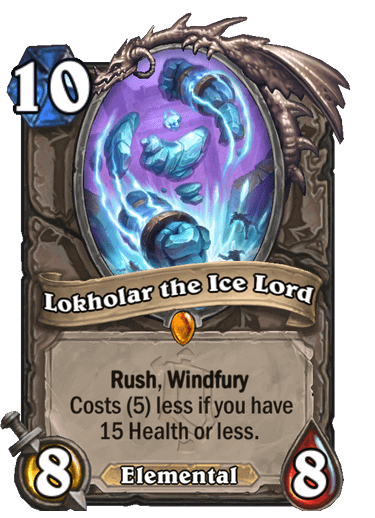 10
Lokholar the Ice Lord
Rush, Windfury
Costs (5) less if you have
15 Health or less.
8
Elemental
8